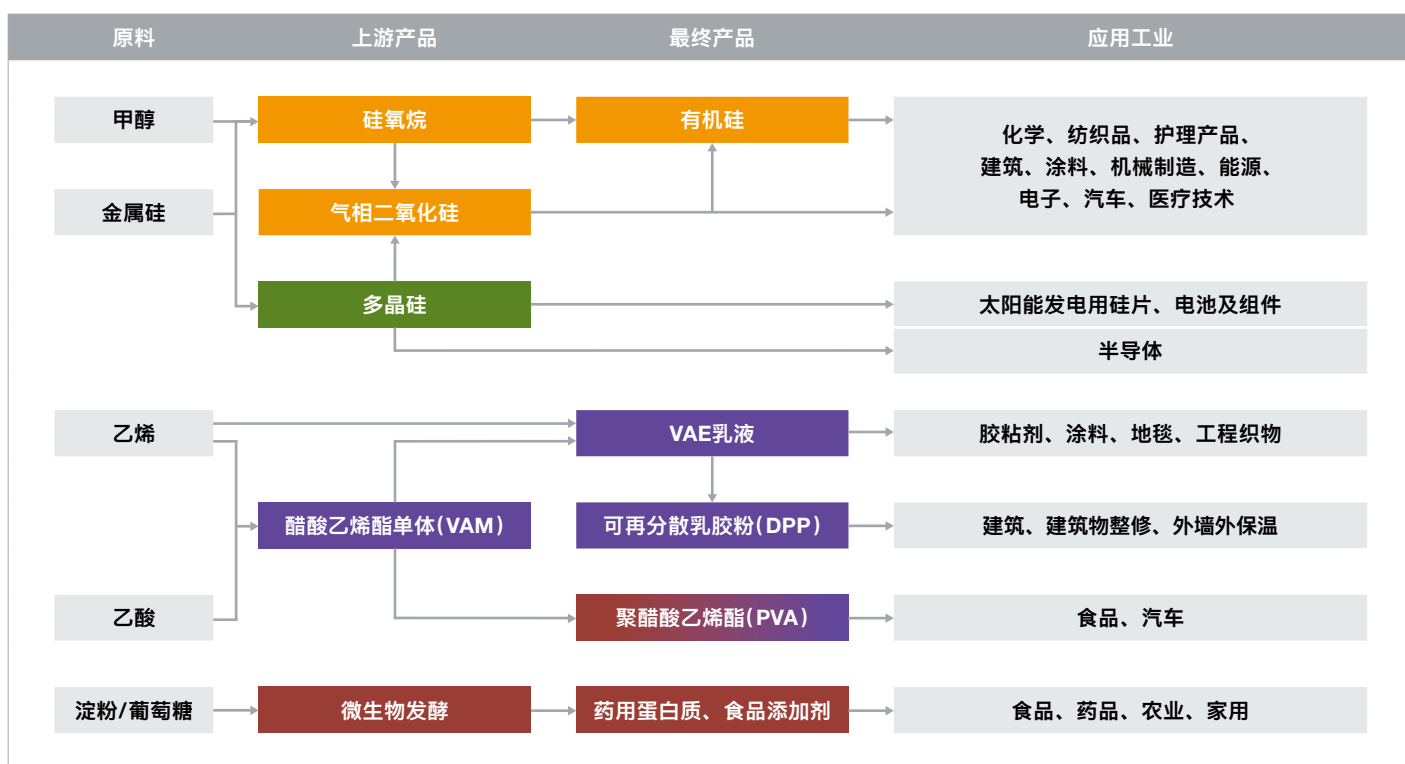 原料
上游产品
最终产品
应用工业
甲醇
硅氧烷
有机硅
化学、纺织品、护理产品、
建筑、涂料、机械制造、能源、
电子、汽车、医疗技术
金属硅
气相二氧化硅
多晶硅
太阳能发电用硅片、电池及组件
半导体
乙烯
VAE乳液
胶粘剂、涂料、地毯、工程织物
醋酸乙烯酯单体(VAM)
可再分散乳胶粉(DPP)
建筑、建筑物整修、外墙外保温
乙酸
聚醋酸乙烯酯(PVA)
食品、汽车
淀粉/葡萄糖
微生物发酵
药用蛋白质、食品添加剂
食品、药品、农业、家用